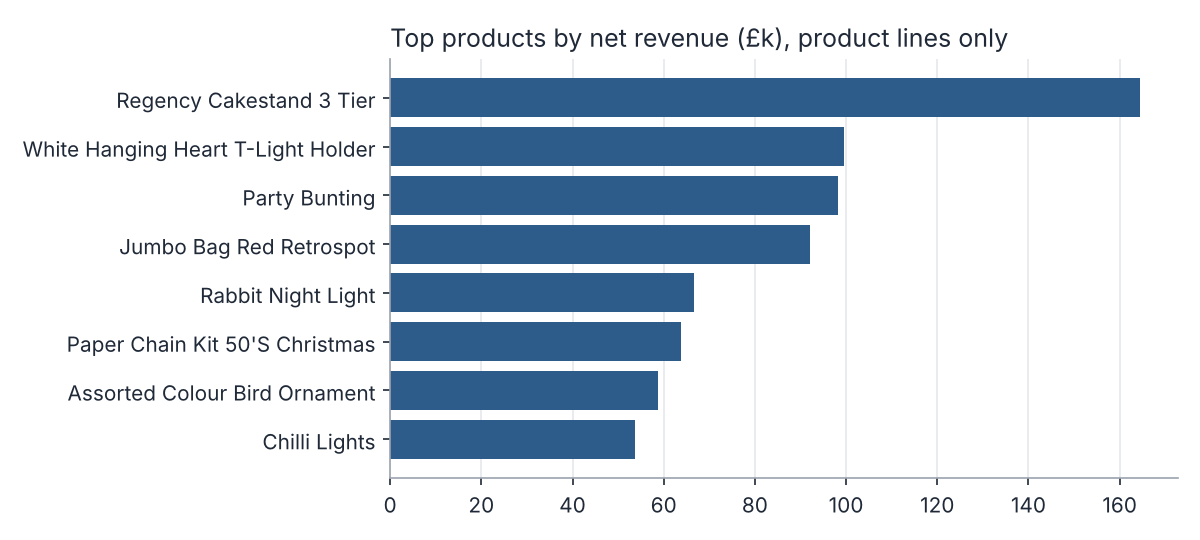 Top products by net revenue (£k), product lines only
Regency Cakestand 3 Tier
White Hanging Heart T-Light Holder
Party Bunting
Jumbo Bag Red Retrospot
Rabbit Night Light
Paper Chain Kit 50'S Christmas
Assorted Colour Bird Ornament
Chilli Lights
0 20 40 60 80 100 120 140 160